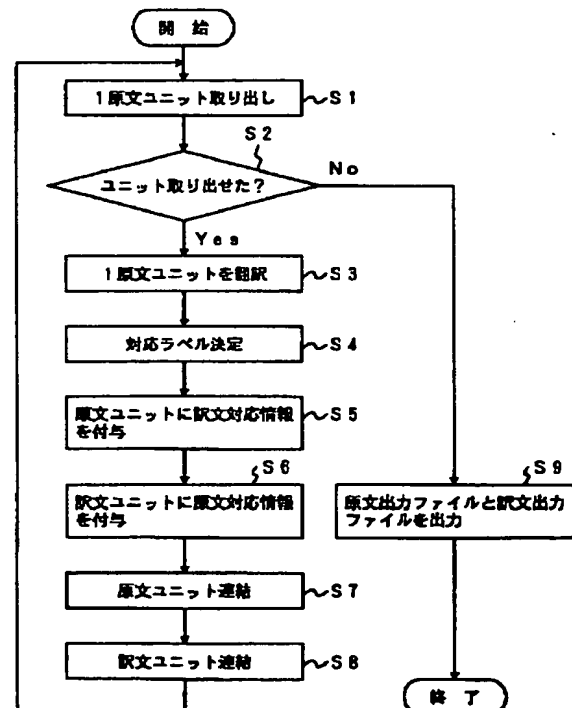 開 始
1原文ユニット取り出し
S1
S2
ユニット取り出せた?
No
Yes
1原文ユニットを翻訳
S3
対応ラベル決定
S4
原文ユニットに訳文対応情報
を付与
S5
S6
訳文ユニットに原文対応情報
を付与
S9
原文出力ファイルと訳文出力
ファイルを出力
原文ユニット連結
S7
訳文ユニット連結
S8
終 了